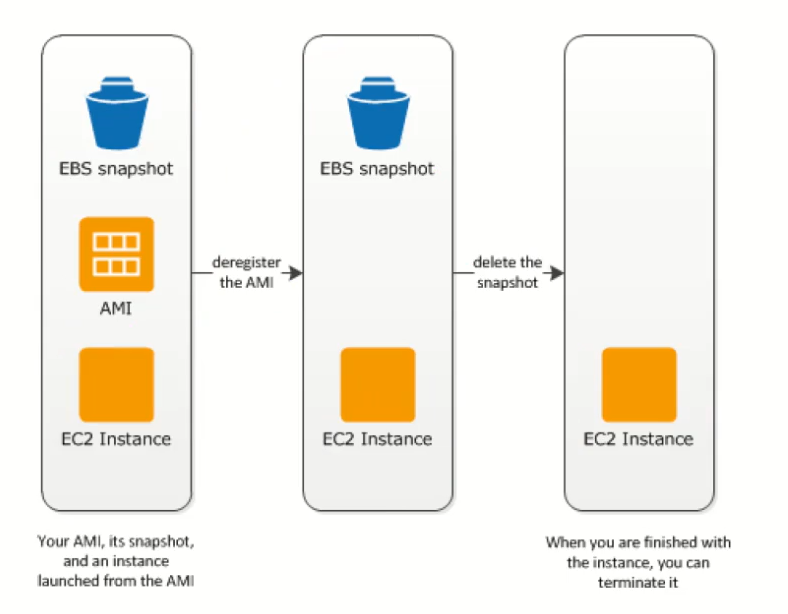 EBS snapshot
AMI
EC2 Instance
Your AMI, its snapshot,
and an instance
launched from the AMI
deregister
the AMI
EBS snapshot
EC2 Instance
delete the
snapshot
EC2 Instance
When you are finished with
the instance, you can
terminate it